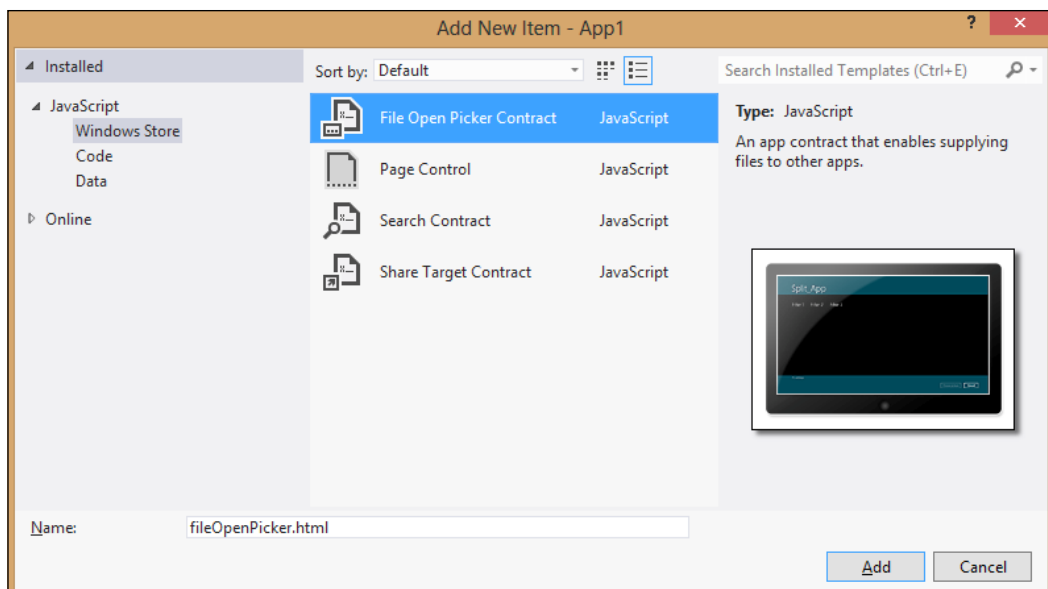 Add New Item - App1
?
Installed
Sort by: Default
Search Installed Templates (Ctrl+E)
JavaScript
Windows Store
Code
Data
Online
File Open Picker Contract JavaScript
Page Control JavaScript
Search Contract JavaScript
Share Target Contract JavaScript
Type: JavaScript
An app contract that enables supplying
files to other apps.
Split_App
Name: fileOpenPicker.html
Add Cancel